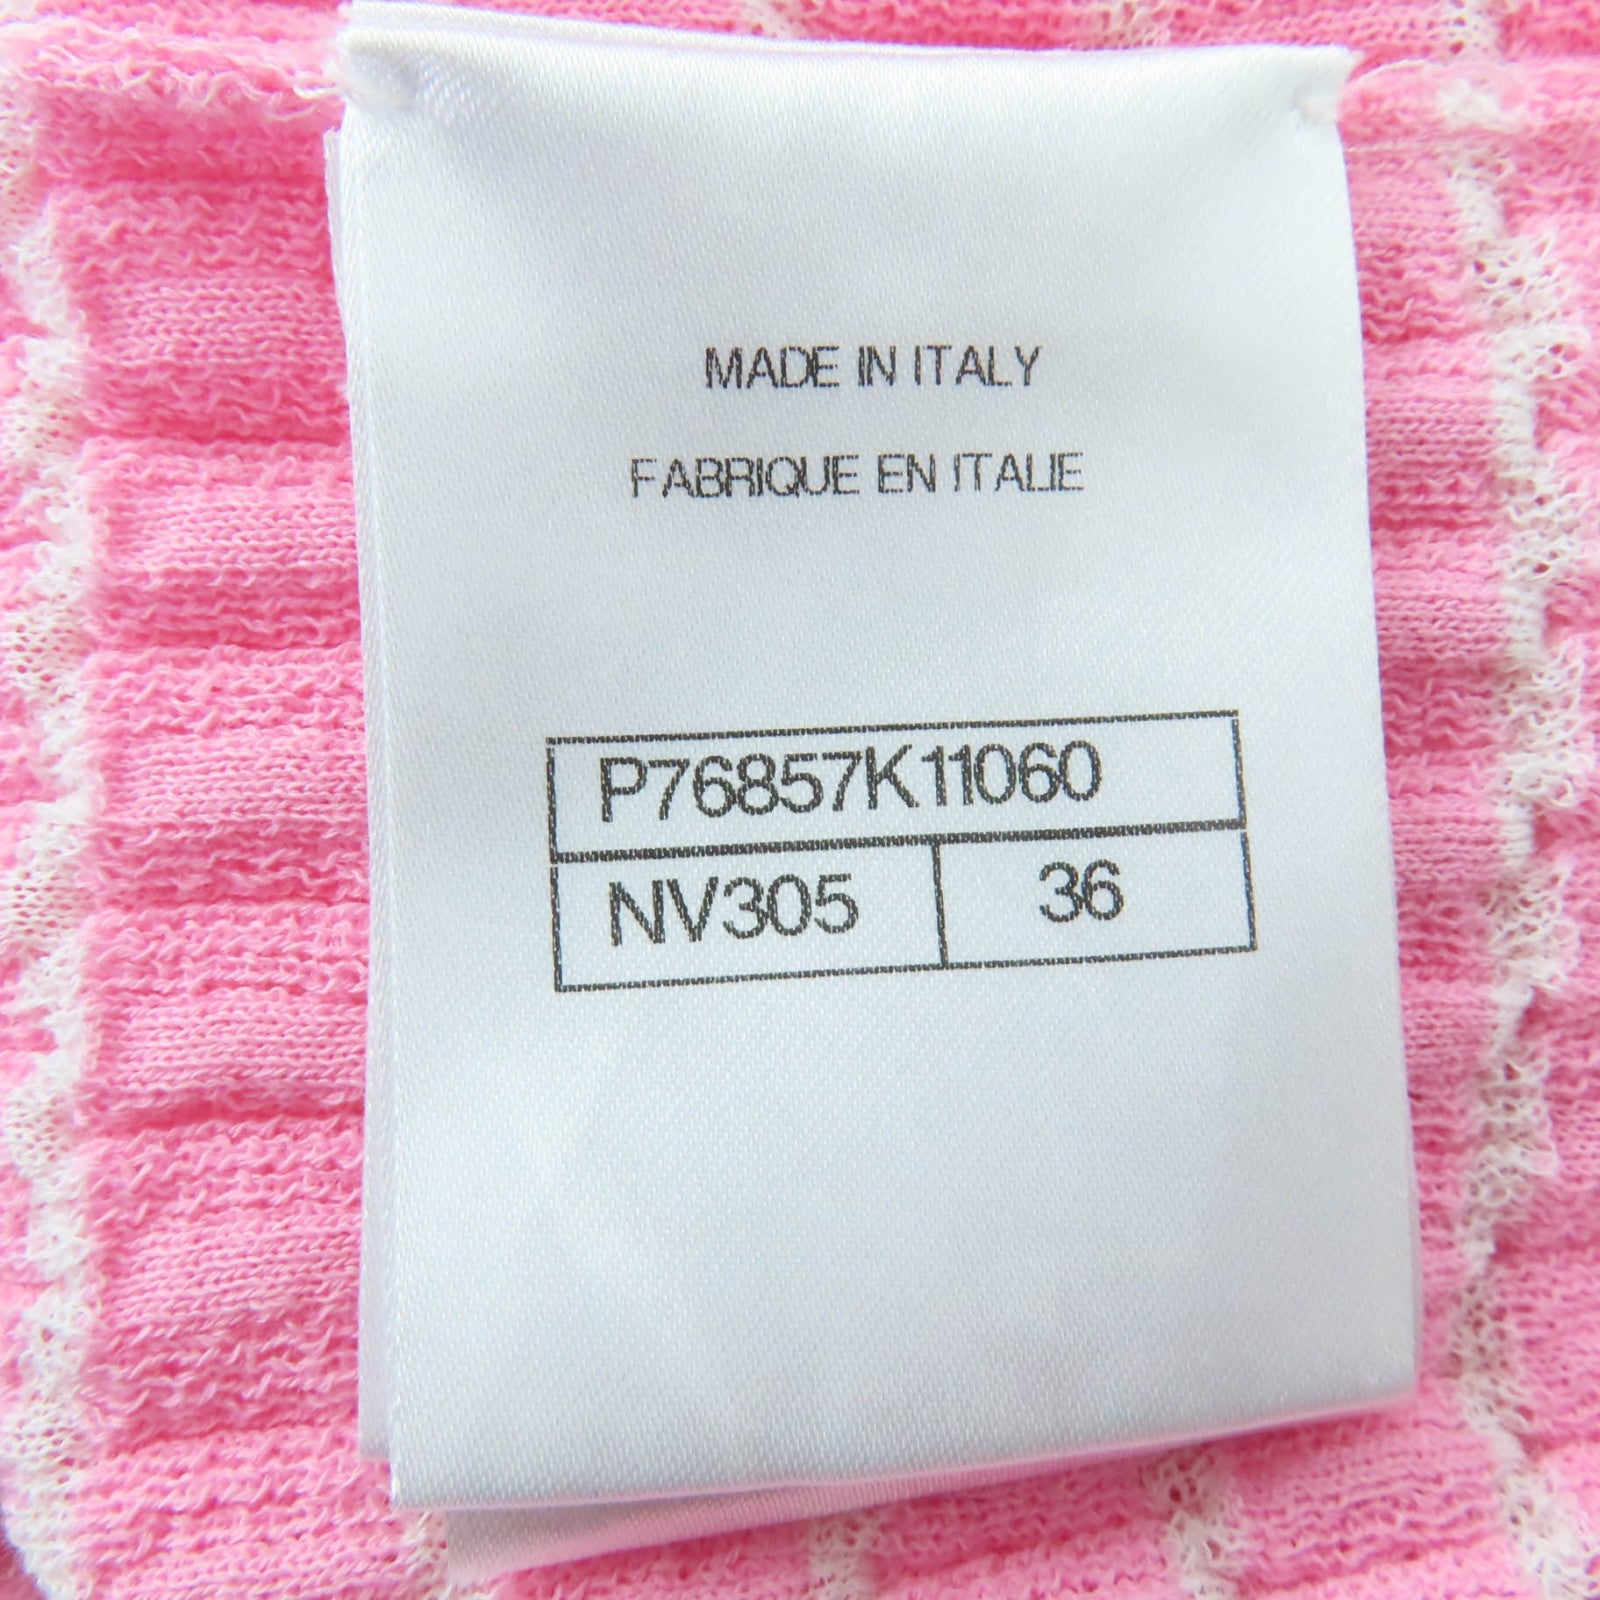 MADE IN ITALY
FABRIQUE EN ITALIE
P76857K11060
NV305 36